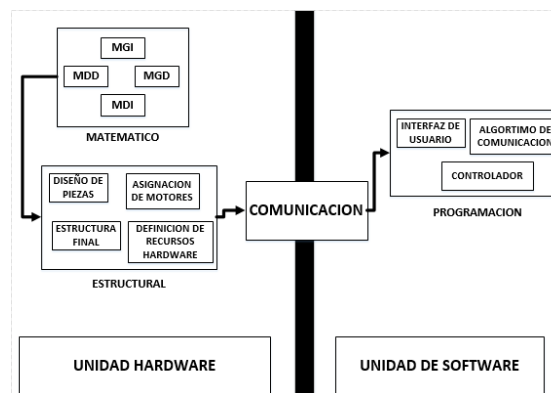 MGI
MDD
MGD
MDI
MATEMATICO
DISEÑO DE
PIEZAS
ASIGNACION
DE MOTORES
ESTRUCTURA
FINAL
DEFINICION DE
RECURSOS
HARDWARE
ESTRUCTURAL
COMUNICACION
INTERFAZ DE
USUARIO
ALGORTIMO DE
COMUNICACION
CONTROLADOR
PROGRAMACION
UNIDAD HARDWARE
UNIDAD DE SOFTWARE